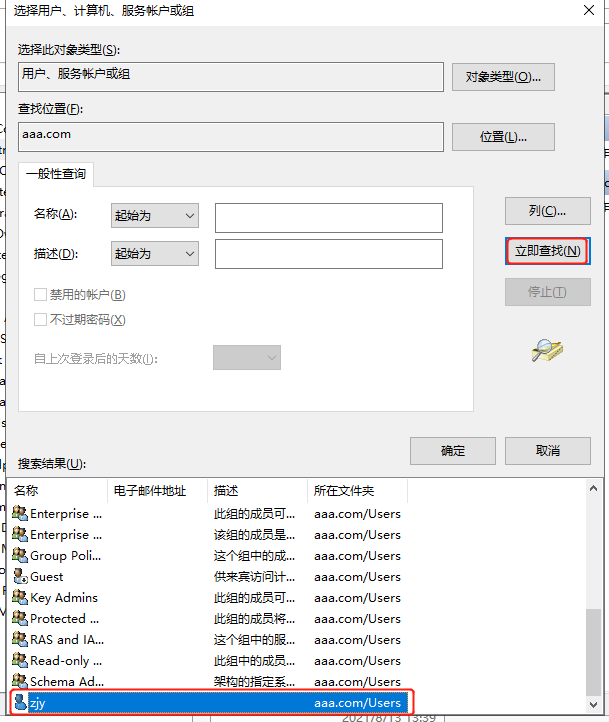 选择用户、计算机、服务帐户或组
选择此对象类型(S):
用户、服务帐户或组
对象类型(O)...
查找位置(F):
aaa.com
位置(L)...
一般性查询
名称(A):
起始为
列(C)...
描述(D):
起始为
立即查找(N)
禁用的帐户(B)
停止(T)
不过期密码(X)
自上次登录后的天数(I):
确定
取消
搜索结果(U):
名称 电子邮件地址 描述 所在文件夹
Enterprise ... 此组的成员可... aaa.com/Users
Enterprise ... 该组的成员是... aaa.com/Users
Group Poli... 这个组中的成... aaa.com/Users
Guest 供来宾访问计... aaa.com/Users
Key Admins 此组的成员可... aaa.com/Users
Protected ... 此组的成员将... aaa.com/Users
RAS and IA... 这个组中的服... aaa.com/Users
Read-only ... 此组中的成员... aaa.com/Users
Schema Ad... 架构的指定系... aaa.com/Users
zjy aaa.com/Users
2021/8/13 13:39